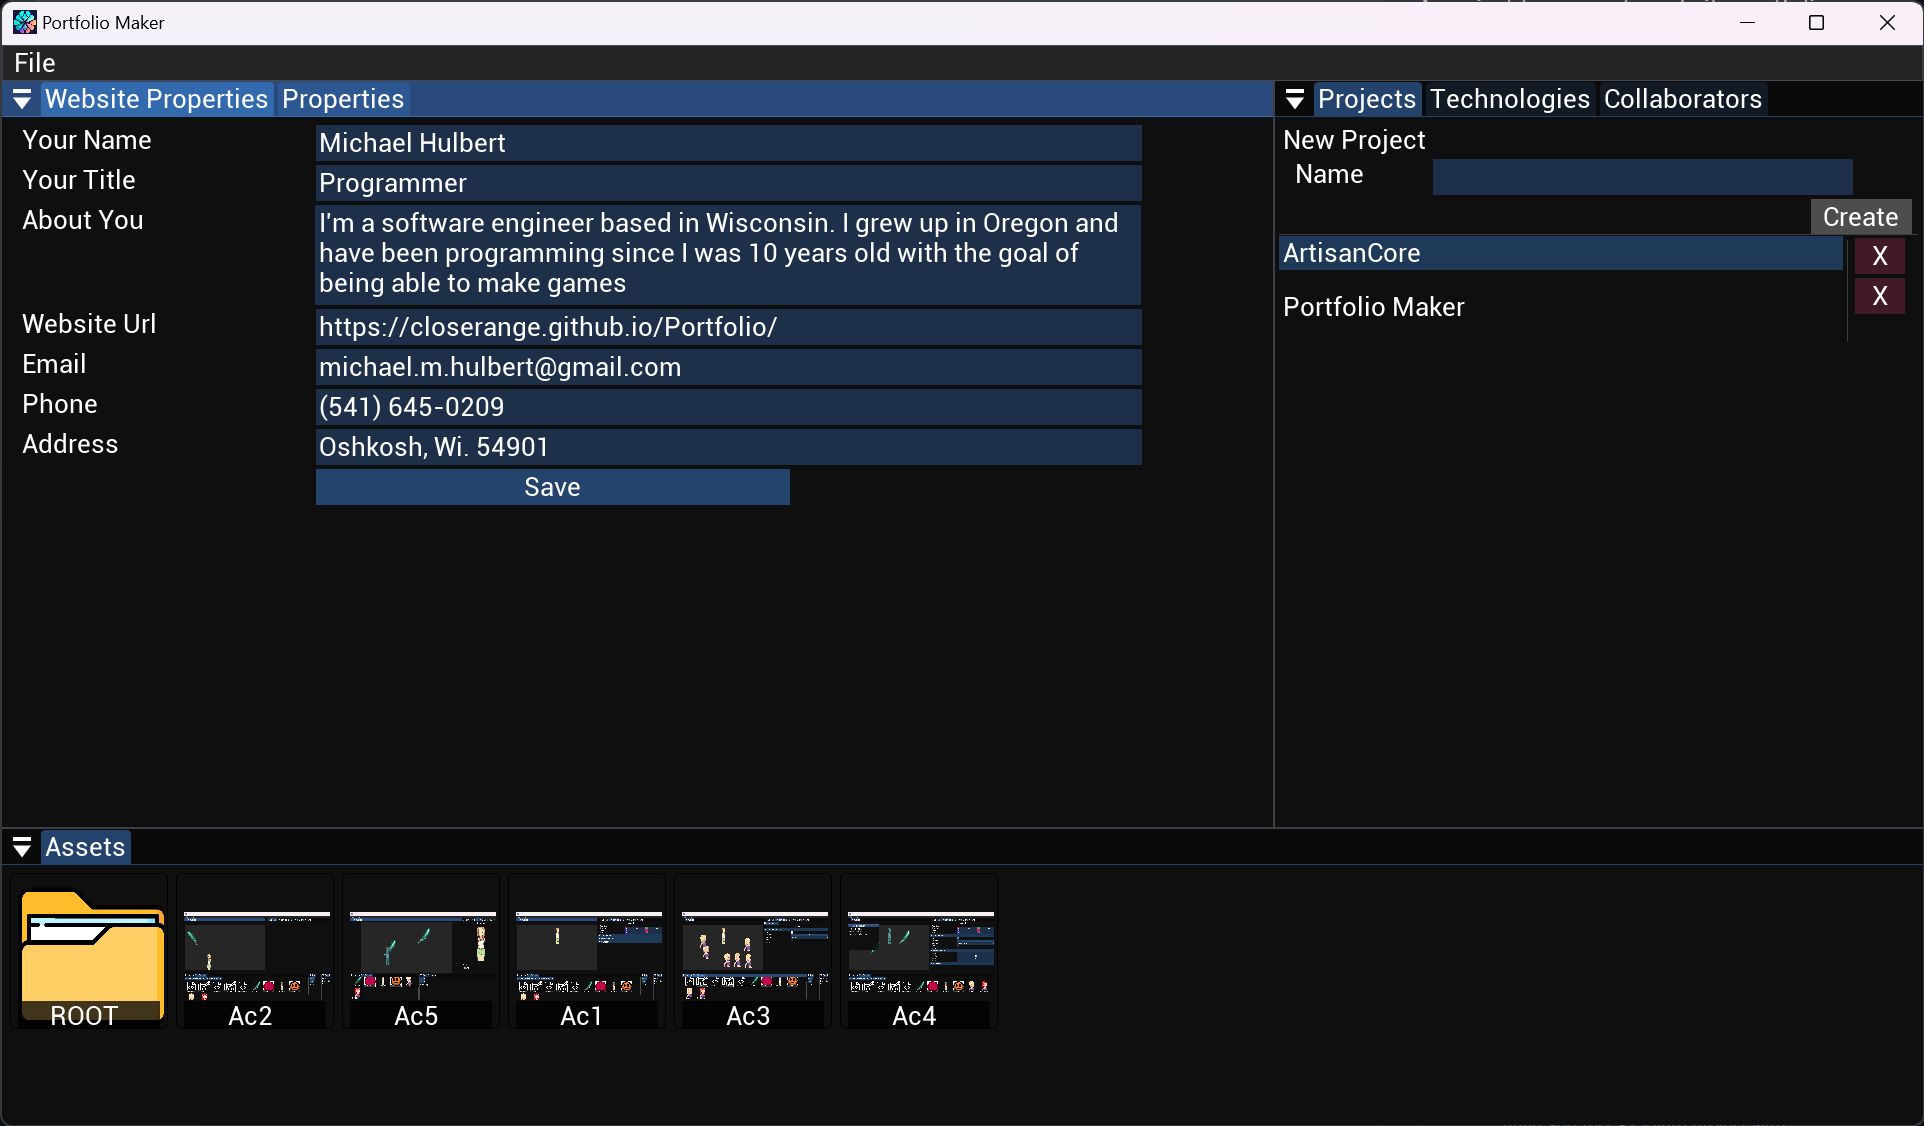 Portfolio Maker
File
Website Properties Properties
Your Name Michael Hulbert
Your Title Programmer
About You I'm a software engineer based in Wisconsin. I grew up in Oregon and
have been programming since I was 10 years old with the goal of
being able to make games
Website Url https://closerange.github.io/Portfolio/
Email michael.m.hulbert@gmail.com
Phone (541) 645-0209
Address Oshkosh, Wi. 54901
Save
Projects Technologies Collaborators
New Project
Name
Create
ArtisanCore X
Portfolio Maker X
Assets
ROOT Ac2 Ac5 Ac1 Ac3 Ac4